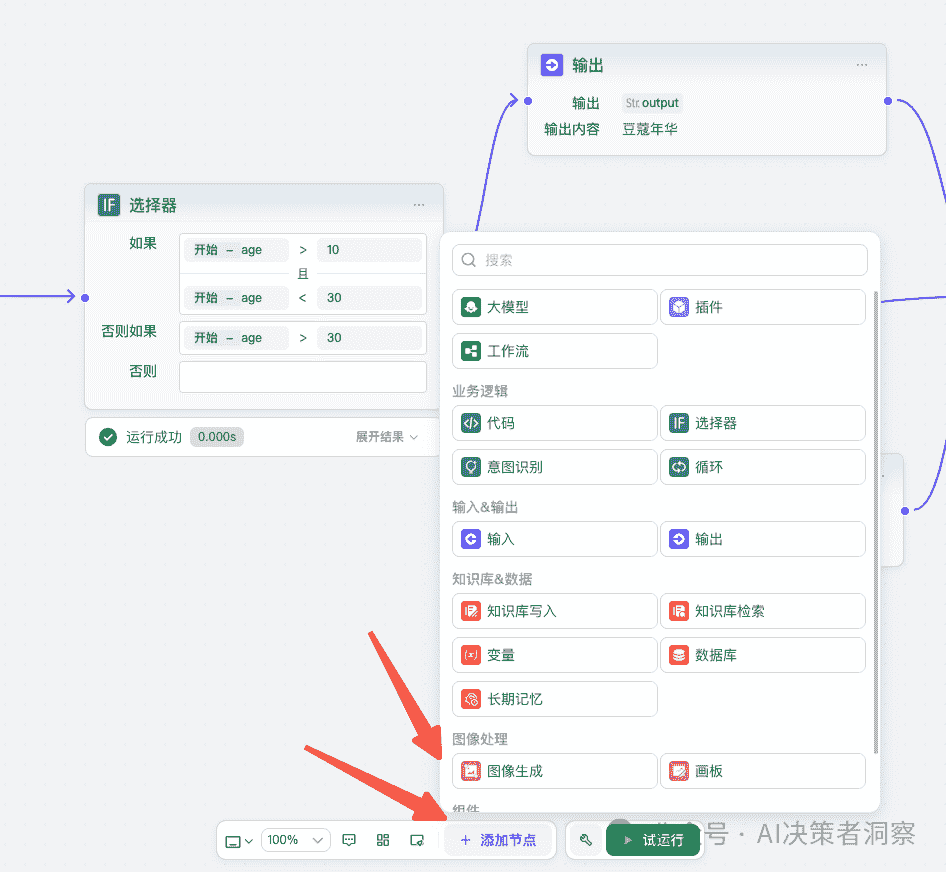 输出
输出 Str. output
输出内容 豆蔻年华
IF 选择器
如果 开始 - age > 10
且
开始 - age < 30
否则如果 开始 - age > 30
否则
运行成功 0.000s 展开结果
搜索
大模型 插件
工作流
业务逻辑
代码 IF 选择器
意图识别 循环
输入&输出
输入 输出
知识库&数据
知识库写入 知识库检索
变量 数据库
长期记忆
图像处理
图像生成 画板
组件
100% + 添加节点 试运行
号 · AI决策者洞察